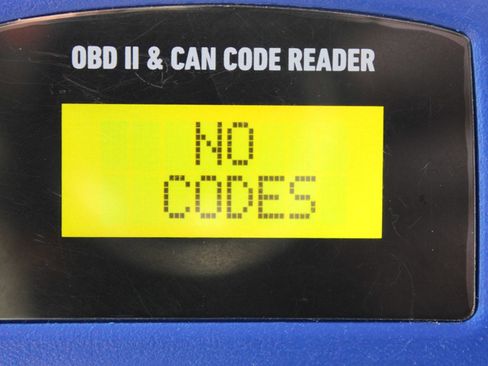 OBD II & CAN CODE READER
NO
CODES